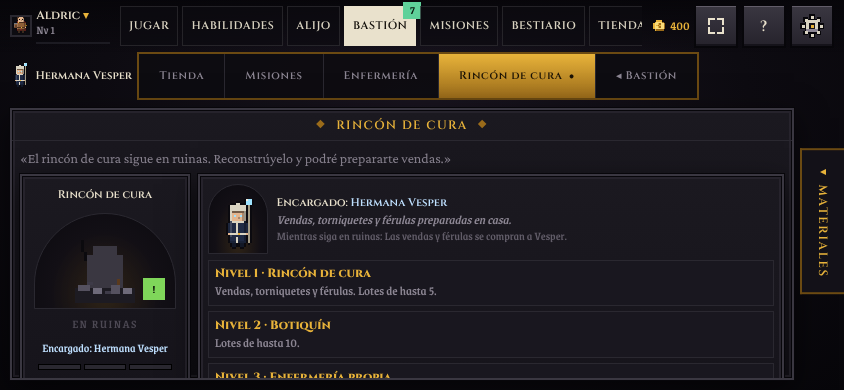 ALDRIC ▾
Nv 1
JUGAR
HABILIDADES
ALIJO
BASTIÓN
7
MISIONES
BESTIARIO
TIENDA
400
?
HERMANA VESPER
TIENDA
MISIONES
ENFERMERÍA
RINCÓN DE CURA •
◂ BASTIÓN
◆ RINCÓN DE CURA ◆
«El rincón de cura sigue en ruinas. Reconstrúyelo y podré prepararte vendas.»
RINCÓN DE CURA
!
EN RUINAS
Encargado: Hermana Vesper
ENCARGADO: HERMANA VESPER
Vendas, torniquetes y férulas preparadas en casa.
Mientras siga en ruinas: Las vendas y férulas se compran a Vesper.
NIVEL 1 · RINCÓN DE CURA
Vendas, torniquetes y férulas. Lotes de hasta 5.
NIVEL 2 · BOTIQUÍN
Lotes de hasta 10.
NIVEL 3 · ENFERMERÍA PROPIA
◂ MATERIALES